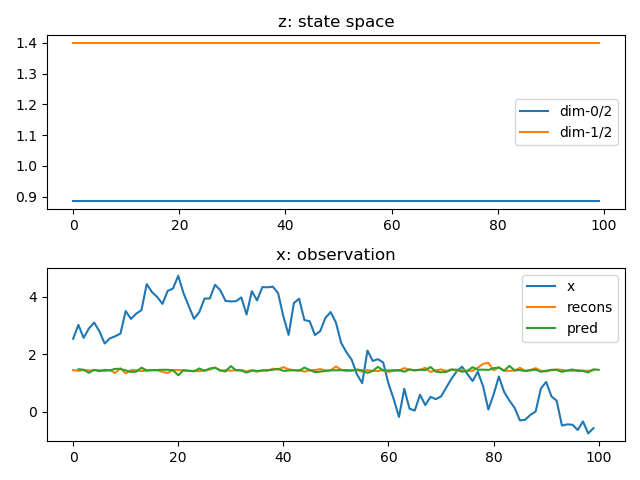 z: state space
1.4
1.3
1.2
1.1
1.0
0.9
dim-0/2
dim-1/2
0 20 40 60 80 100
x: observation
4
2
0
x
recons
pred
0 20 40 60 80 100